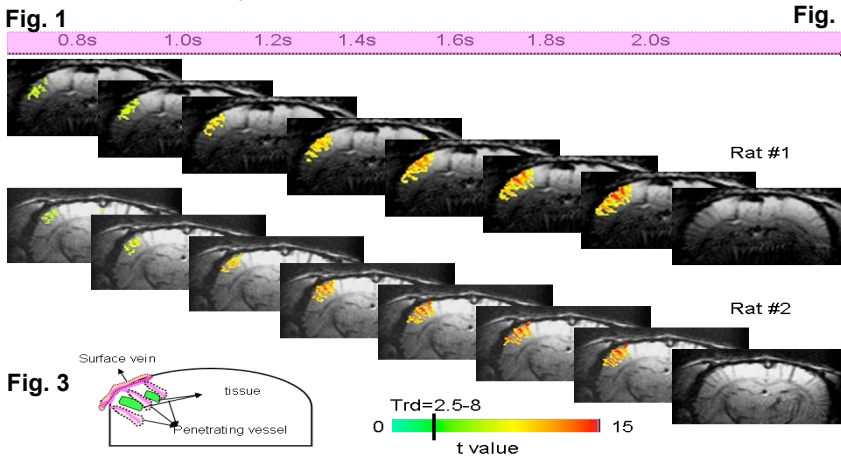 Fig. 1
Fig.
0.8s 1.0s 1.2s 1.4s 1.6s 1.8s 2.0s
Rat #1
Rat #2
Fig. 3
Surface vein
tissue
Penetrating vessel
Trd=2.5-8
0 15
t value